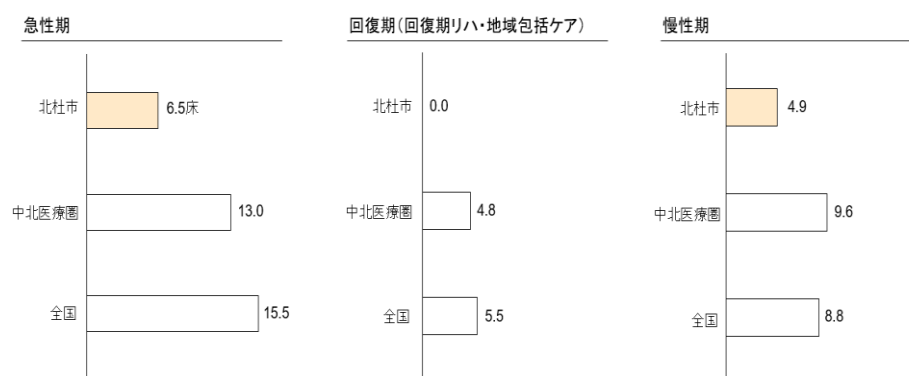 急性期
北杜市 6.5床
中北医療圏 13.0
全国 15.5
回復期(回復期リハ・地域包括ケア)
北杜市 0.0
中北医療圏 4.8
全国 5.5
慢性期
北杜市 4.9
中北医療圏 9.6
全国 8.8